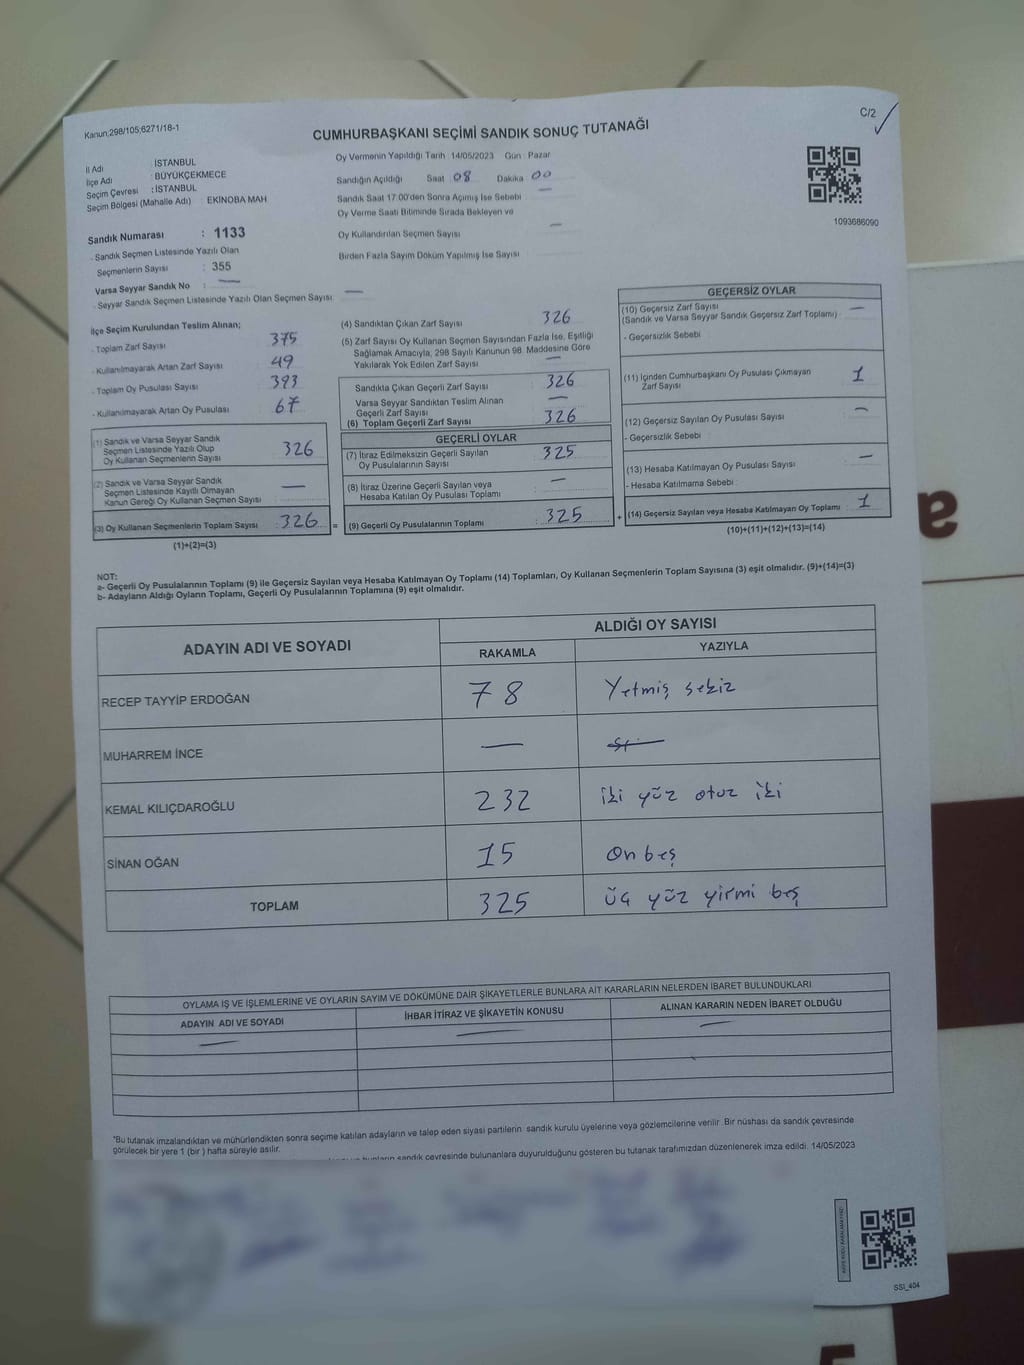 Kanun:298/105;6271/18-1
C/2
CUMHURBAŞKANI SEÇİMİ SANDIK SONUÇ TUTANAĞI
İl Adı : İSTANBUL
İlçe Adı : BÜYÜKÇEKMECE
Seçim Çevresi : İSTANBUL
Seçim Bölgesi (Mahalle Adı) : EKİNOBA MAH
Oy Vermenin Yapıldığı Tarih 14/05/2023 Gün : Pazar
Sandığın Açıldığı Saat 08 Dakika 00
Sandık Saat 17:00'den Sonra Açımış İse Sebebi —
Oy Verme Saati Bitiminde Sırada Bekleyen ve
Oy Kullandırılan Seçmen Sayısı —
Birden Fazla Sayım Döküm Yapılmış İse Sayısı
1093686090
Sandık Numarası : 1133
- Sandık Seçmen Listesinde Yazılı Olan
Seçmenlerin Sayısı : 355
Varsa Seyyar Sandık No : —
- Seyyar Sandık Seçmen Listesinde Yazılı Olan Seçmen Sayısı: —
İlçe Seçim Kurulundan Teslim Alınan;
- Toplam Zarf Sayısı 375
- Kullanılmayarak Artan Zarf Sayısı 49
- Toplam Oy Pusulası Sayısı 393
- Kullanılmayarak Artan Oy Pusulası 67
(1) Sandık ve Varsa Seyyar Sandık
Seçmen Listesinde Yazılı Olup
Oy Kullanan Seçmenlerin Sayısı 326
(2) Sandık ve Varsa Seyyar Sandık
Seçmen Listesinde Kayıtlı Olmayan
Kanun Gereği Oy Kullanan Seçmen Sayısı —
(3) Oy Kullanan Seçmenlerin Toplam Sayısı : 326 =
(1)+(2)=(3)
(4) Sandıktan Çıkan Zarf Sayısı 326
(5) Zarf Sayısı Oy Kullanan Seçmen Sayısından Fazla İse, Eşitliği
Sağlamak Amacıyla, 298 Sayılı Kanunun 98. Maddesine Göre
Yakılarak Yok Edilen Zarf Sayısı —
Sandıkta Çıkan Geçerli Zarf Sayısı 326
Varsa Seyyar Sandıktan Teslim Alınan
Geçerli Zarf Sayısı —
(6) Toplam Geçerli Zarf Sayısı 326
GEÇERLİ OYLAR
(7) İtiraz Edilmeksizin Geçerli Sayılan
Oy Pusulalarının Sayısı 325
(8) İtiraz Üzerine Geçerli Sayılan veya
Hesaba Katılan Oy Pusulası Toplamı —
(9) Geçerli Oy Pusulalarının Toplamı : 325 +
GEÇERSİZ OYLAR
(10) Geçersiz Zarf Sayısı
(Sandık ve Varsa Seyyar Sandık Geçersiz Zarf Toplamı) —
- Geçersizlik Sebebi
(11) İçinden Cumhurbaşkanı Oy Pusulası Çıkmayan
Zarf Sayısı 1
(12) Geçersiz Sayılan Oy Pusulası Sayısı —
- Geçersizlik Sebebi :
(13) Hesaba Katılmayan Oy Pusulası Sayısı —
- Hesaba Katılmama Sebebi :
(14) Geçersiz Sayılan veya Hesaba Katılmayan Oy Toplamı : 1
(10)+(11)+(12)+(13)=(14)
NOT:
a- Geçerli Oy Pusulalarının Toplamı (9) ile Geçersiz Sayılan veya Hesaba Katılmayan Oy Toplamı (14) Toplamları, Oy Kullanan Seçmenlerin Toplam Sayısına (3) eşit olmalıdır. (9)+(14)=(3)
b- Adayların Aldığı Oyların Toplamı, Geçerli Oy Pusulalarının Toplamına (9) eşit olmalıdır.
ADAYIN ADI VE SOYADI
ALDIĞI OY SAYISI
RAKAMLA YAZIYLA
RECEP TAYYİP ERDOĞAN 78 Yetmiş sekiz
MUHARREM İNCE —
KEMAL KILIÇDAROĞLU 232 iki yüz otuz iki
SİNAN OĞAN 15 On beş
TOPLAM 325 üç yüz yirmi beş
OYLAMA İŞ VE İŞLEMLERİNE VE OYLARIN SAYIM VE DÖKÜMÜNE DAİR ŞİKAYETLERLE BUNLARA AİT KARARLARIN NELERDEN İBARET BULUNDUKLARI
ADAYIN ADI VE SOYADI İHBAR İTİRAZ VE ŞİKAYETİN KONUSU ALINAN KARARIN NEDEN İBARET OLDUĞU
— — —
*Bu tutanak imzalandıktan ve mühürlendikten sonra seçime katılan adayların ve talep eden siyasi partilerin sandık kurulu üyelerine veya gözlemcilerine verilir. Bir nüshası da sandık çevresinde
görülecek bir yere 1 (bir ) hafta süreyle asılır.
sandık çevresinde bulunanlara duyurulduğunu gösteren bu tutanak tarafımızdan düzenlenerek imza edildi. 14/05/2023
SSI_404
a